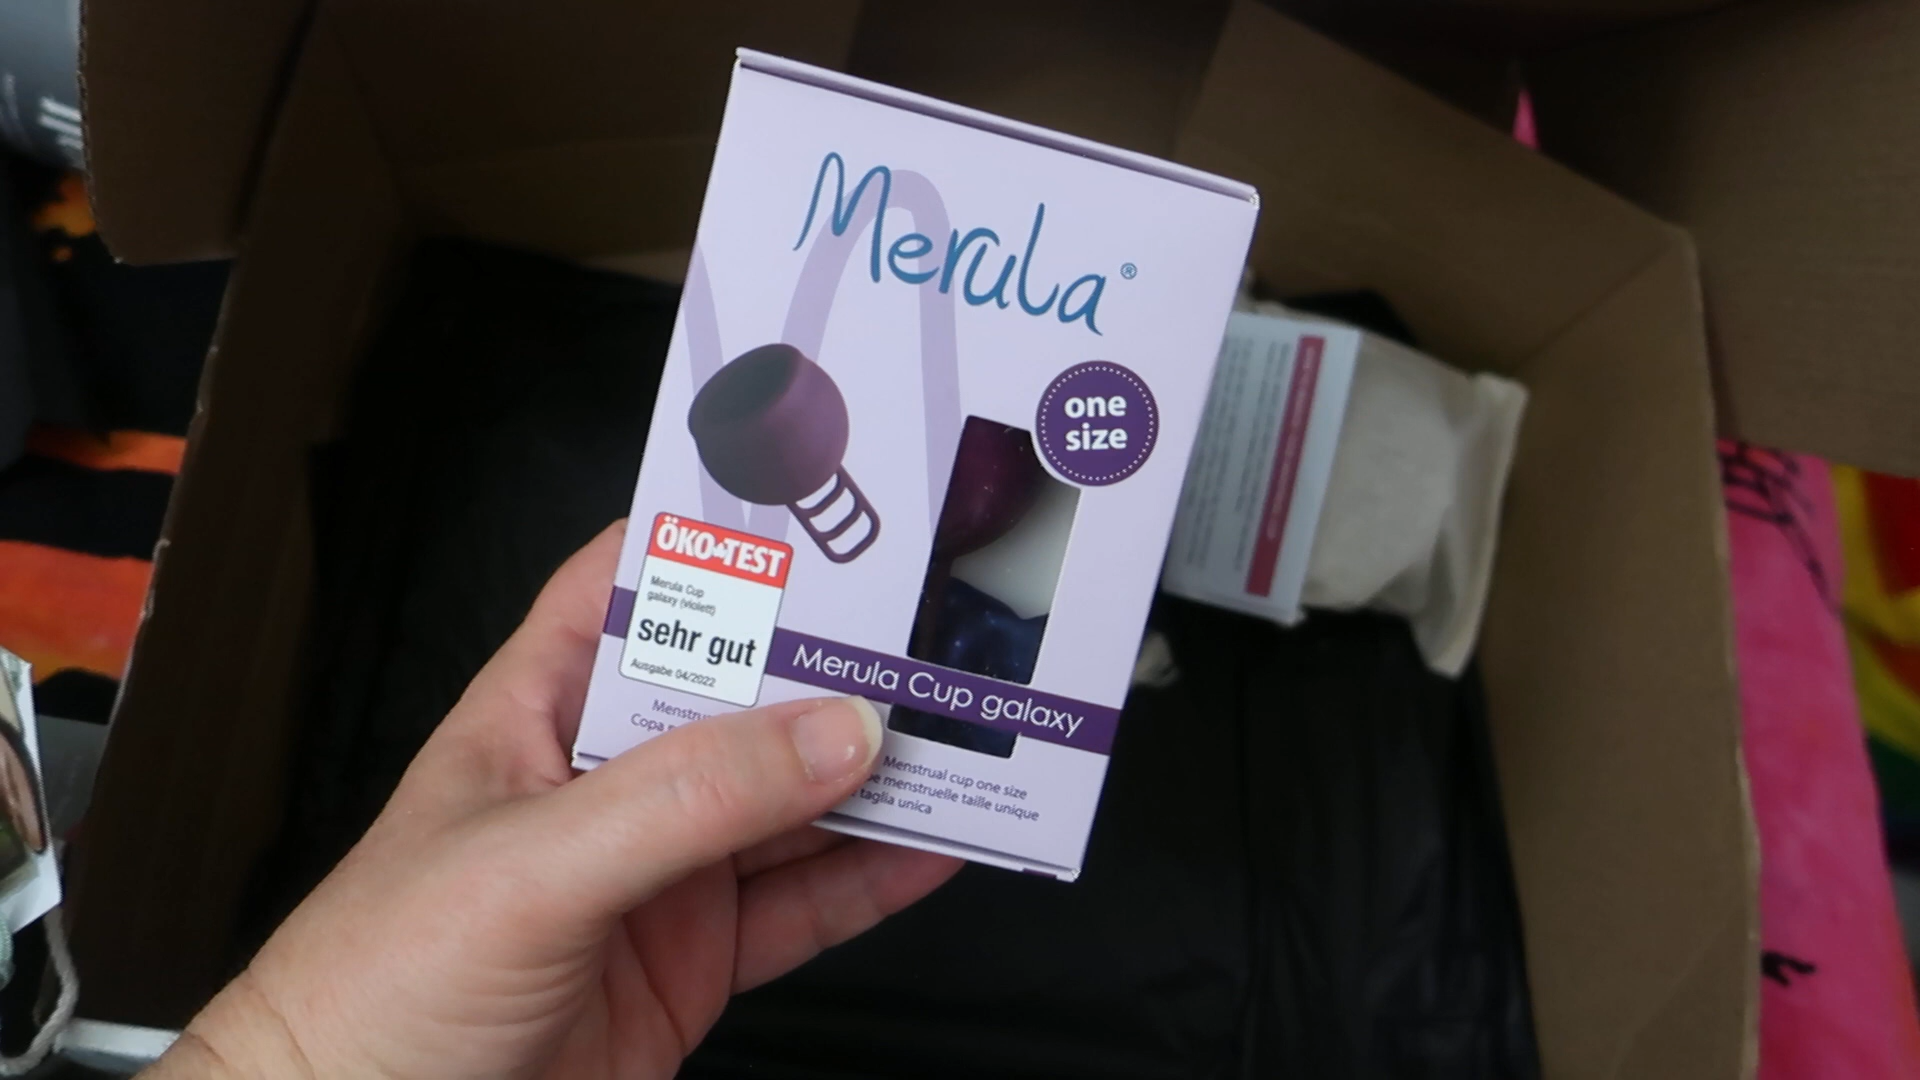 Merula®
one
size
ÖKO TEST
Merula Cup
galaxy (violett)
sehr gut
Ausgabe 04/2022
Merula Cup galaxy
Copa
Menstrual cup one size
menstruelle taille unique
taglia unica